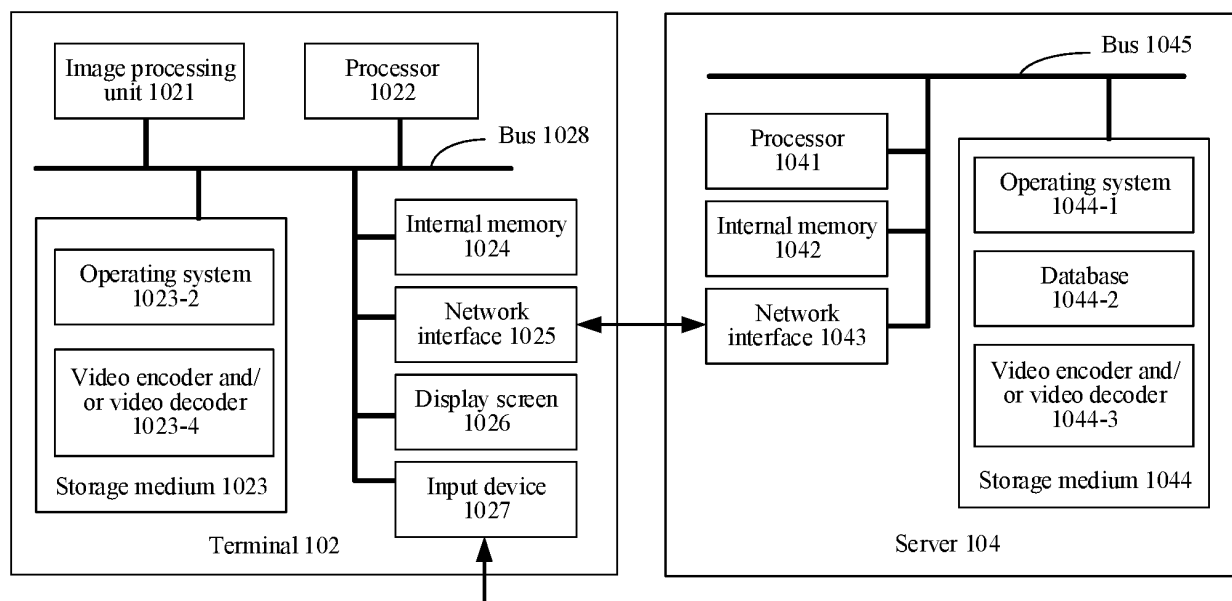 Image processing
unit 1021
Processor
1022
Bus 1028
Internal memory
1024
Operating system
1023-2
Network
interface 1025
Video encoder and/
or video decoder
1023-4
Display screen
1026
Storage medium 1023
Input device
1027
Terminal 102
Bus 1045
Processor
1041
Internal memory
1042
Network
interface 1043
Operating system
1044-1
Database
1044-2
Video encoder and/
or video decoder
1044-3
Storage medium 1044
Server 104